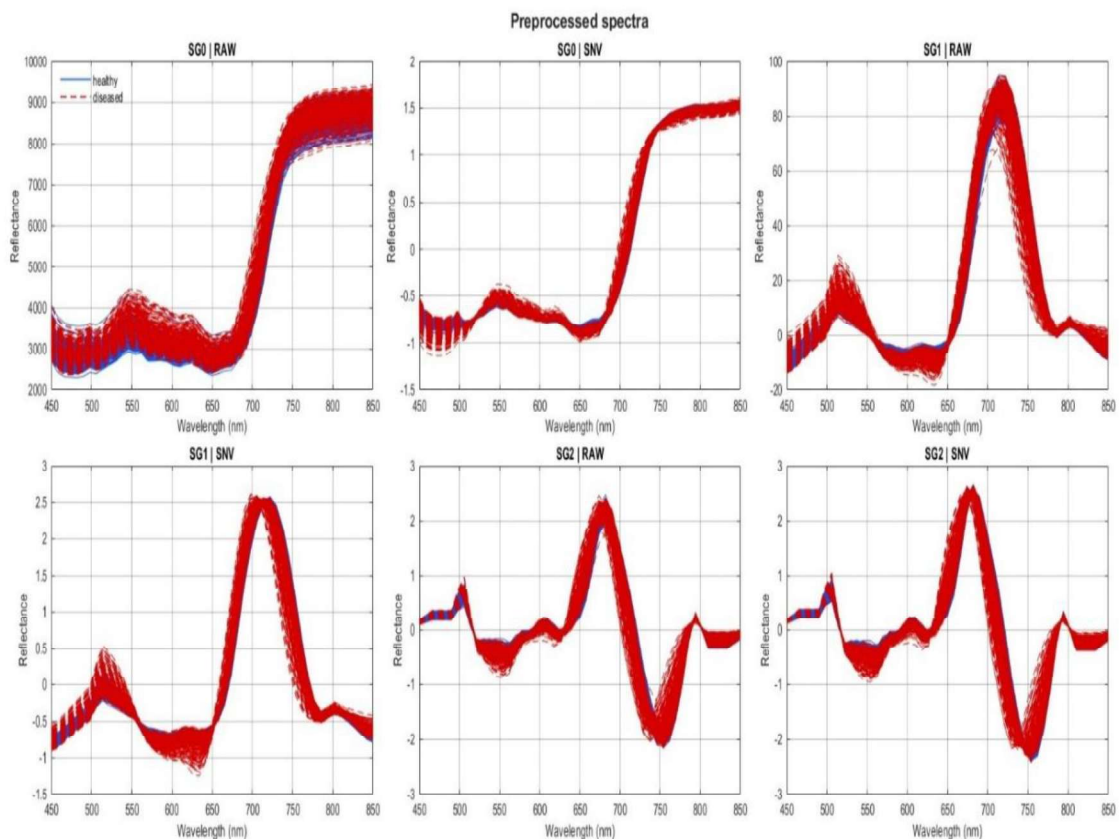 Preprocessed spectra
SG0 | RAW
10000
9000
8000
7000
6000
5000
4000
3000
2000
Reflectance
healthy
diseased
450 500 550 600 650 700 750 800 850
Wavelength (nm)
SG0 | SNV
2
1.5
1
0.5
0
-0.5
-1
-1.5
Reflectance
450 500 550 600 650 700 750 800 850
Wavelength (nm)
SG1 | RAW
100
80
60
40
20
0
-20
Reflectance
450 500 550 600 650 700 750 800 850
Wavelength (nm)
SG1 | SNV
3
2.5
2
1.5
1
0.5
0
-0.5
-1
-1.5
Reflectance
450 500 550 600 650 700 750 800 850
Wavelength (nm)
SG2 | RAW
3
2
1
0
-1
-2
-3
Reflectance
450 500 550 600 650 700 750 800 850
Wavelength (nm)
SG2 | SNV
3
2
1
0
-1
-2
-3
Reflectance
450 500 550 600 650 700 750 800 850
Wavelength (nm)